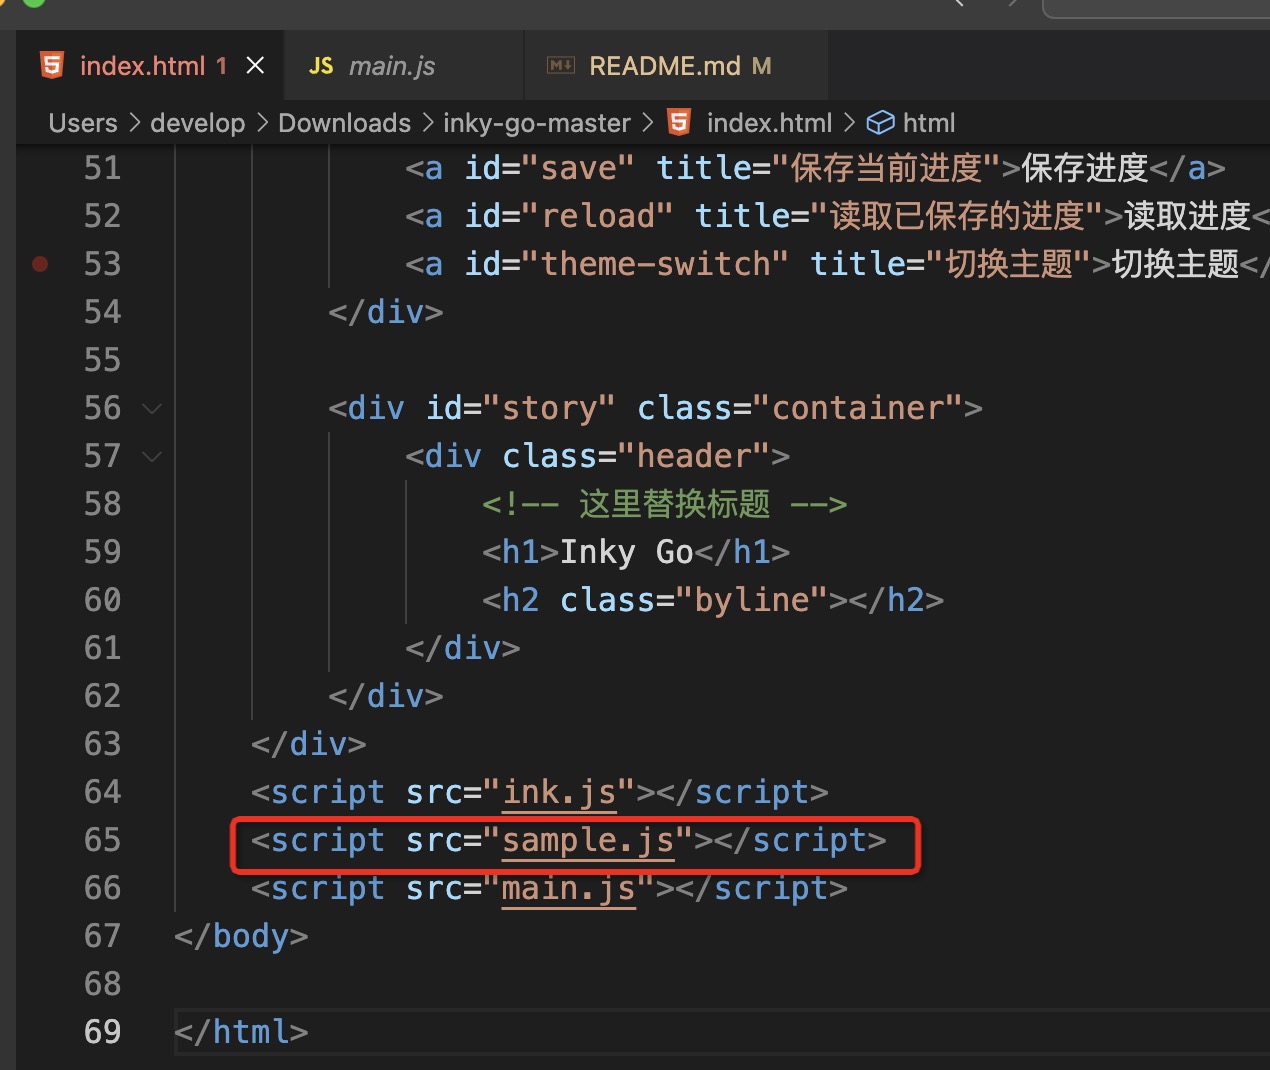 index.html 1 × JS main.js README.md M
Users > develop > Downloads > inky-go-master > index.html > html
51 <a id="save" title="保存当前进度">保存进度</a>
52 <a id="reload" title="读取已保存的进度">读取进度<
53 <a id="theme-switch" title="切换主题">切换主题</
54 </div>
55
56 <div id="story" class="container">
57 <div class="header">
58 <!-- 这里替换标题 -->
59 <h1>Inky Go</h1>
60 <h2 class="byline"></h2>
61 </div>
62 </div>
63 </div>
64 <script src="ink.js"></script>
65 <script src="sample.js"></script>
66 <script src="main.js"></script>
67 </body>
68
69 </html>